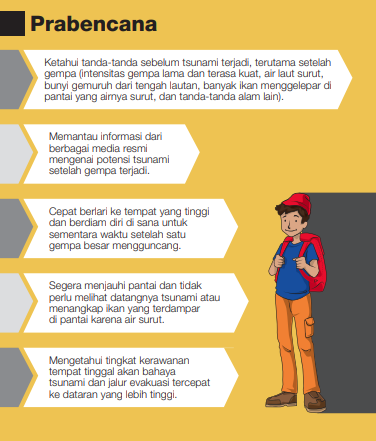 Prabencana
Ketahui tanda-tanda sebelum tsunami terjadi, terutama setelah
gempa (intensitas gempa lama dan terasa kuat, air laut surut,
bunyi gemuruh dari tengah lautan, banyak ikan menggelepar di
pantai yang airnya surut, dan tanda-tanda alam lain).
Memantau informasi dari
berbagai media resmi
mengenai potensi tsunami
setelah gempa terjadi.
Cepat berlari ke tempat yang tinggi
dan berdiam diri di sana untuk
sementara waktu setelah satu
gempa besar mengguncang.
Segera menjauhi pantai dan tidak
perlu melihat datangnya tsunami atau
menangkap ikan yang terdampar
di pantai karena air surut.
Mengetahui tingkat kerawanan
tempat tinggal akan bahaya
tsunami dan jalur evakuasi tercepat
ke dataran yang lebih tinggi.